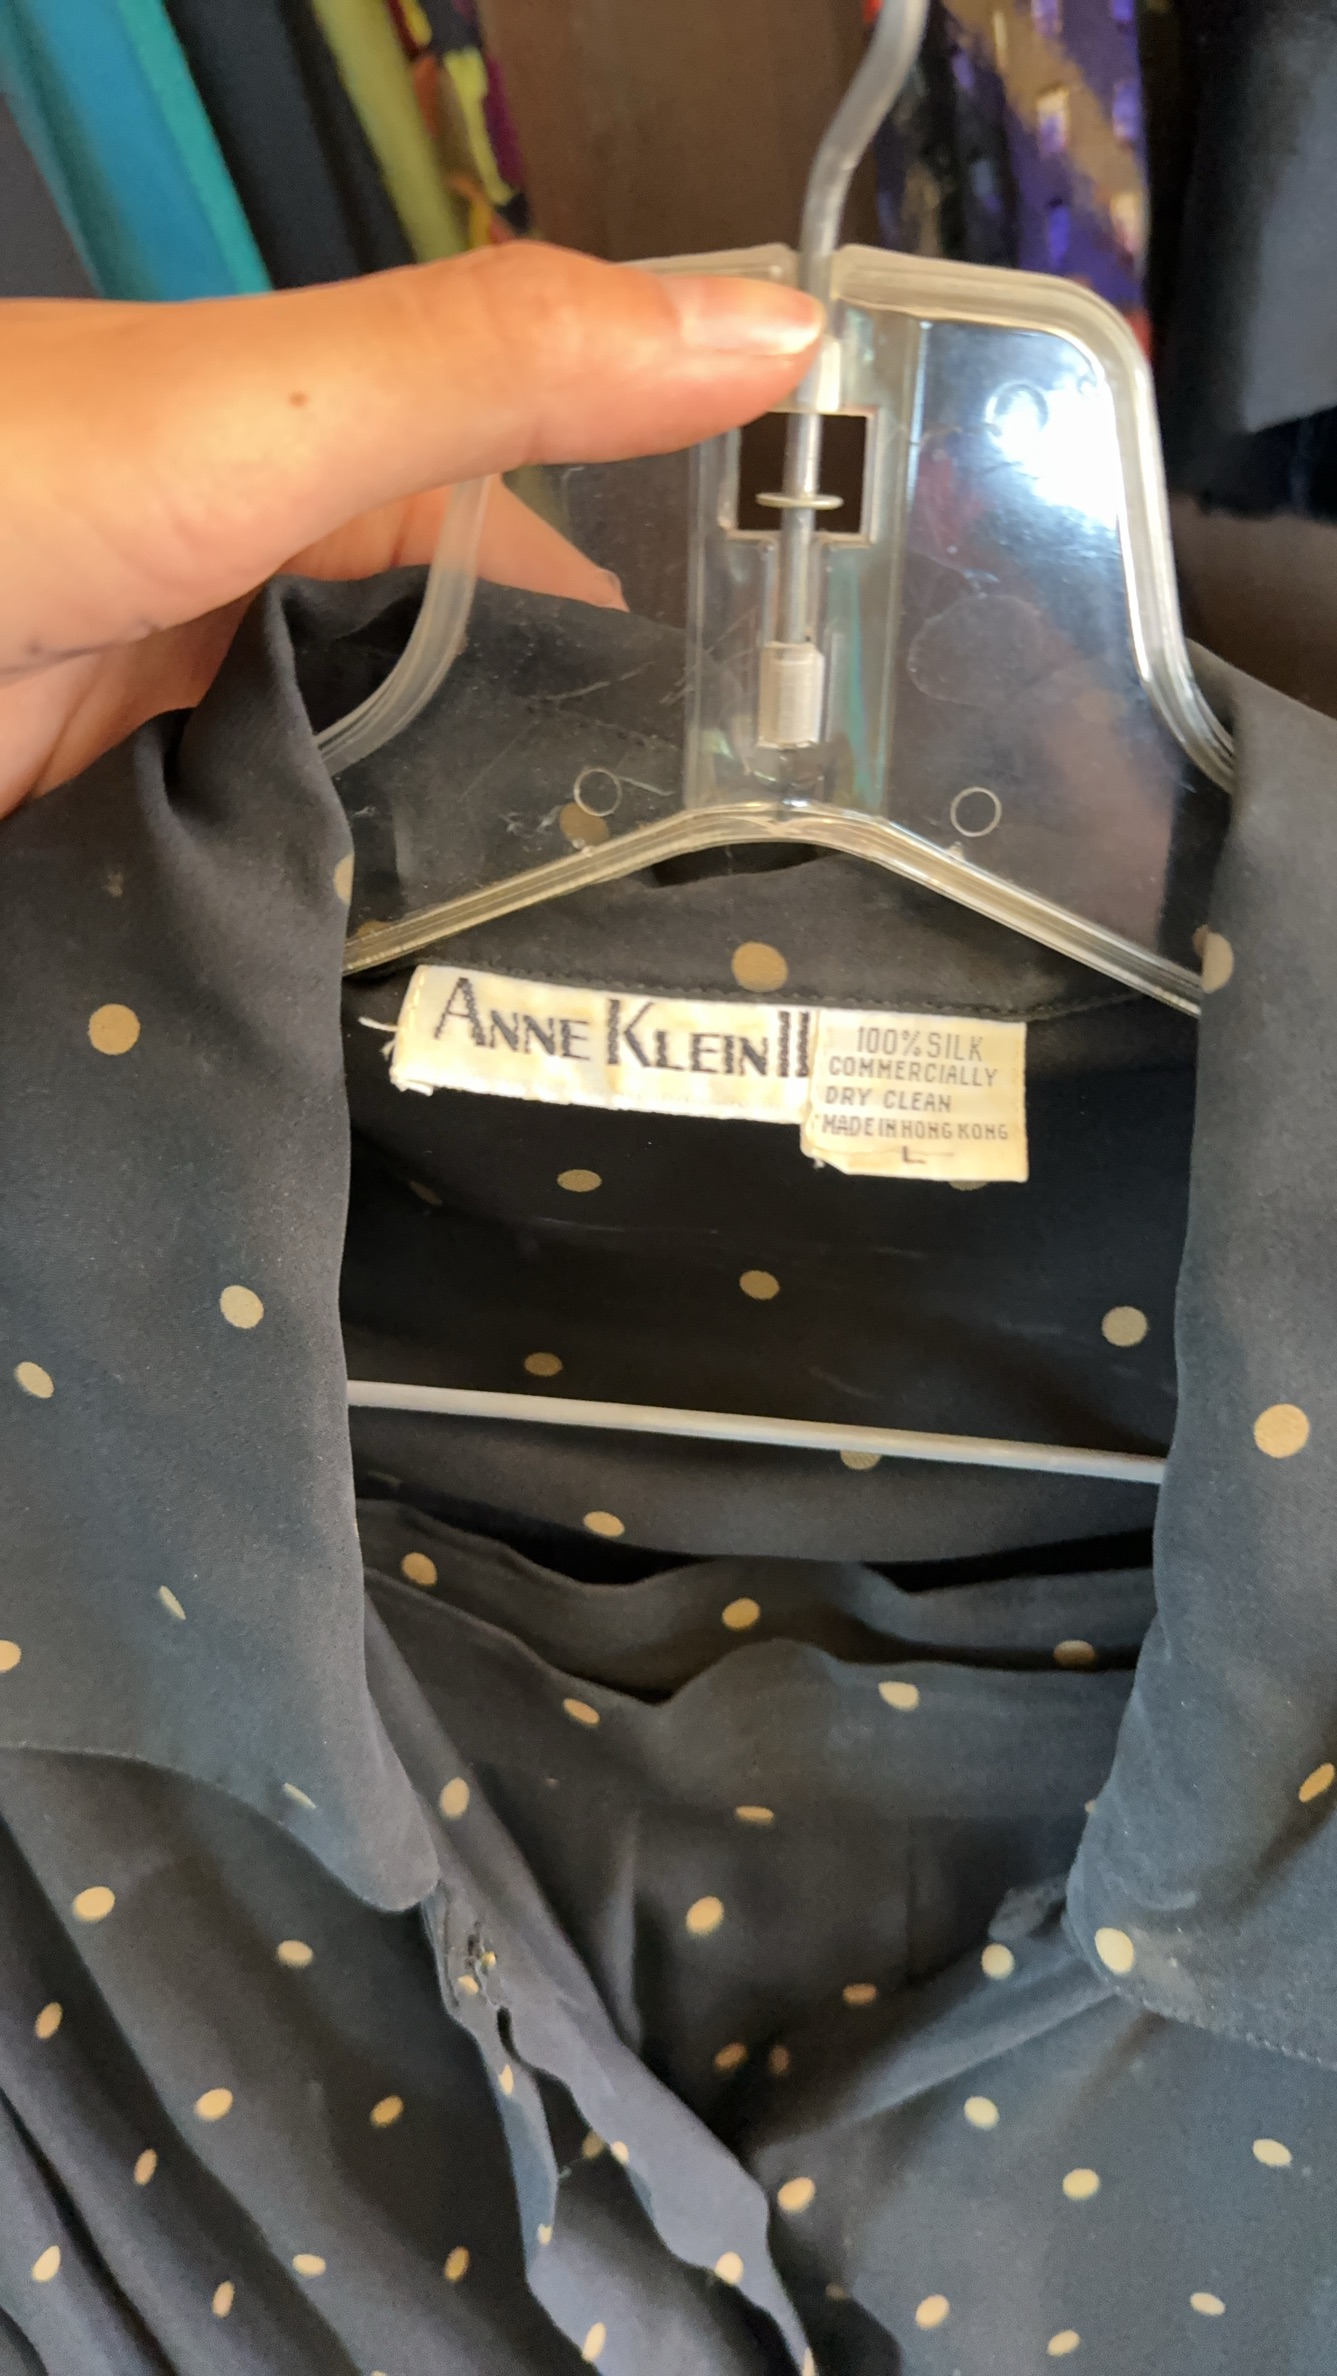 ANNE KLEIN II
100% SILK
COMMERCIALLY
DRY CLEAN
MADE IN HONG KONG
L